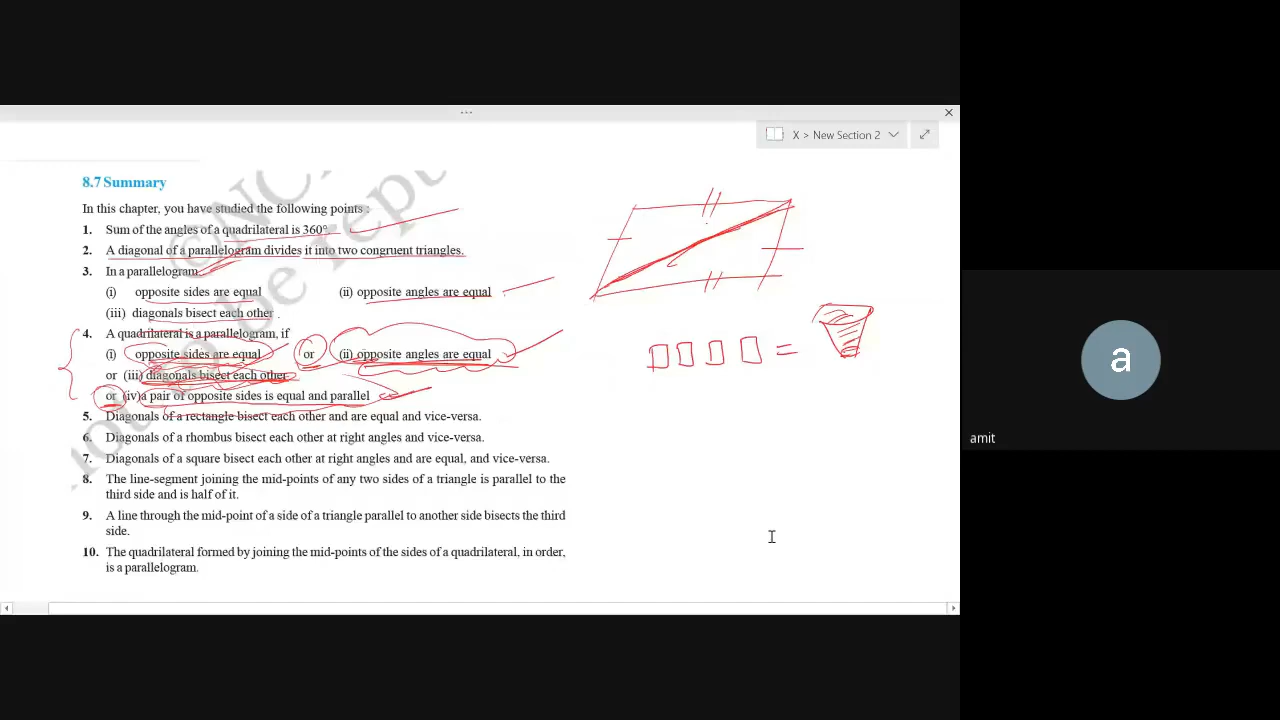 X > New Section 2
8.7 Summary
In this chapter, you have studied the following points :
1. Sum of the angles of a quadrilateral is 360°.
2. A diagonal of a parallelogram divides it into two congruent triangles.
3. In a parallelogram,
(i) opposite sides are equal (ii) opposite angles are equal
(iii) diagonals bisect each other
4. A quadrilateral is a parallelogram, if
(i) opposite sides are equal or (ii) opposite angles are equal
or (iii) diagonals bisect each other
or (iv) a pair of opposite sides is equal and parallel
5. Diagonals of a rectangle bisect each other and are equal and vice-versa.
6. Diagonals of a rhombus bisect each other at right angles and vice-versa.
7. Diagonals of a square bisect each other at right angles and are equal, and vice-versa.
8. The line-segment joining the mid-points of any two sides of a triangle is parallel to the
third side and is half of it.
9. A line through the mid-point of a side of a triangle parallel to another side bisects the third
side.
10. The quadrilateral formed by joining the mid-points of the sides of a quadrilateral, in order,
is a parallelogram.
a
amit